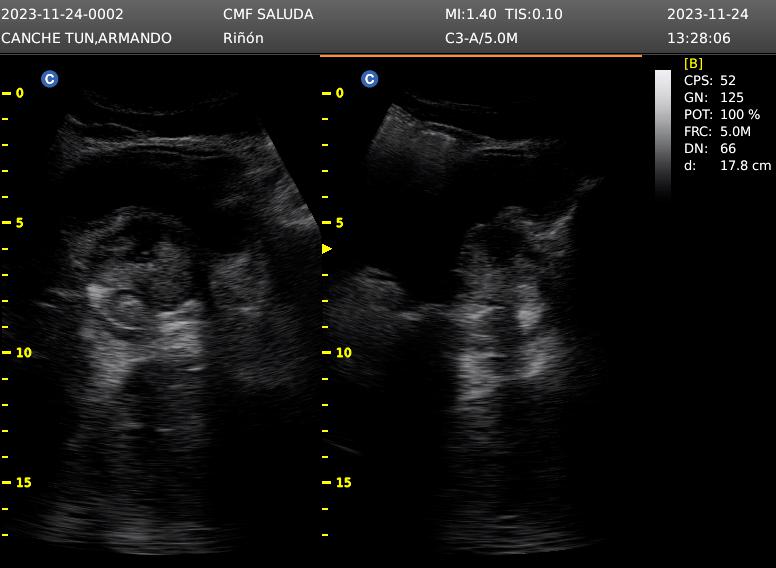 2023-11-24-0002 CMF SALUDA MI:1.40 TIS:0.10 2023-11-24
CANCHE TUN,ARMANDO Riñón C3-A/5.0M 13:28:06
[B]
CPS: 52
GN: 125
POT: 100 %
FRC: 5.0M
DN: 66
d: 17.8 cm
C
C
0
5
10
15
0
5
10
15